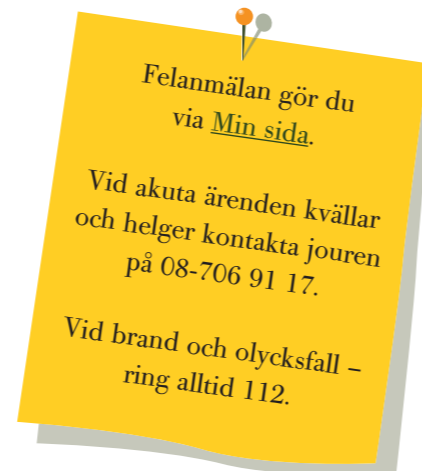 Felanmälan gör du
via Min sida.
Vid akuta ärenden kvällar
och helger kontakta jouren
på 08-706 91 17.
Vid brand och olycksfall –
ring alltid 112.